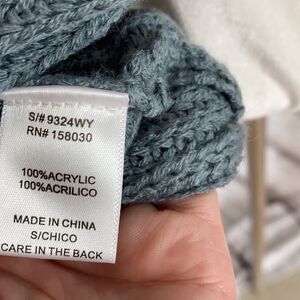 S/# 9324WY
RN# 158030
100%ACRYLIC
100%ACRILICO
MADE IN CHINA
S/CHICO
CARE IN THE BACK